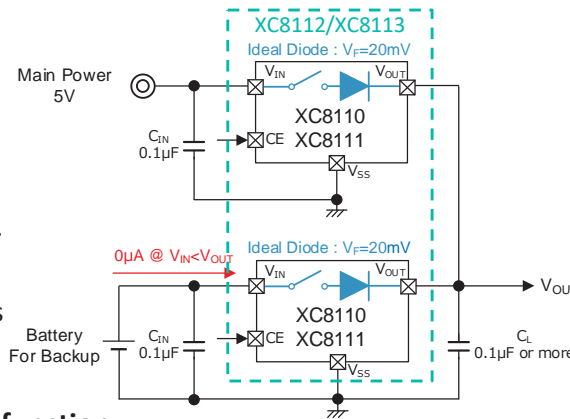 XC8112/XC8113
Ideal Diode : VF=20mV
Main Power
5V
VIN
VOUT
XC8110
CE XC8111
CIN
0.1µF
VSS
0µA @ VIN<VOUT
Ideal Diode : VF=20mV
VIN
VOUT
XC8110
CE XC8111
VOU
s
Battery
For Backup
CIN
0.1µF
CL
0.1µF or more
VSS
function